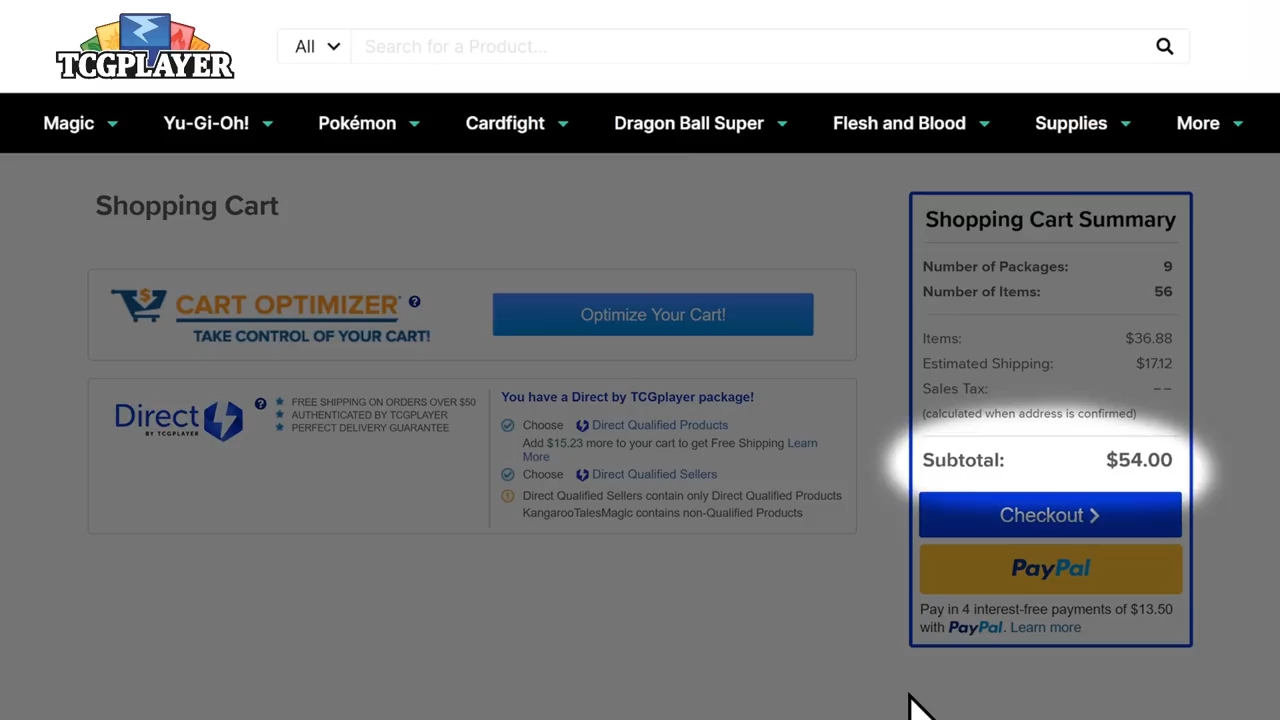 TCGPLAYER
All
Search for a Product...
Magic
Yu-Gi-Oh!
Pokémon
Cardfight
Dragon Ball Super
Flesh and Blood
Supplies
More
Shopping Cart
CART OPTIMIZER
?
TAKE CONTROL OF YOUR CART!
Optimize Your Cart!
Direct
BY TCGPLAYER
?
FREE SHIPPING ON ORDERS OVER $50
AUTHENTICATED BY TCGPLAYER
PERFECT DELIVERY GUARANTEE
You have a Direct by TCGplayer package!
Choose Direct Qualified Products
Add $15.23 more to your cart to get Free Shipping Learn
More
Choose Direct Qualified Sellers
Direct Qualified Sellers contain only Direct Qualified Products
KangarooTalesMagic contains non-Qualified Products
Shopping Cart Summary
Number of Packages: 9
Number of Items: 56
Items: $36.88
Estimated Shipping: $17.12
Sales Tax: --
(calculated when address is confirmed)
Subtotal: $54.00
Checkout
PayPal
Pay in 4 interest-free payments of $13.50
with PayPal. Learn more